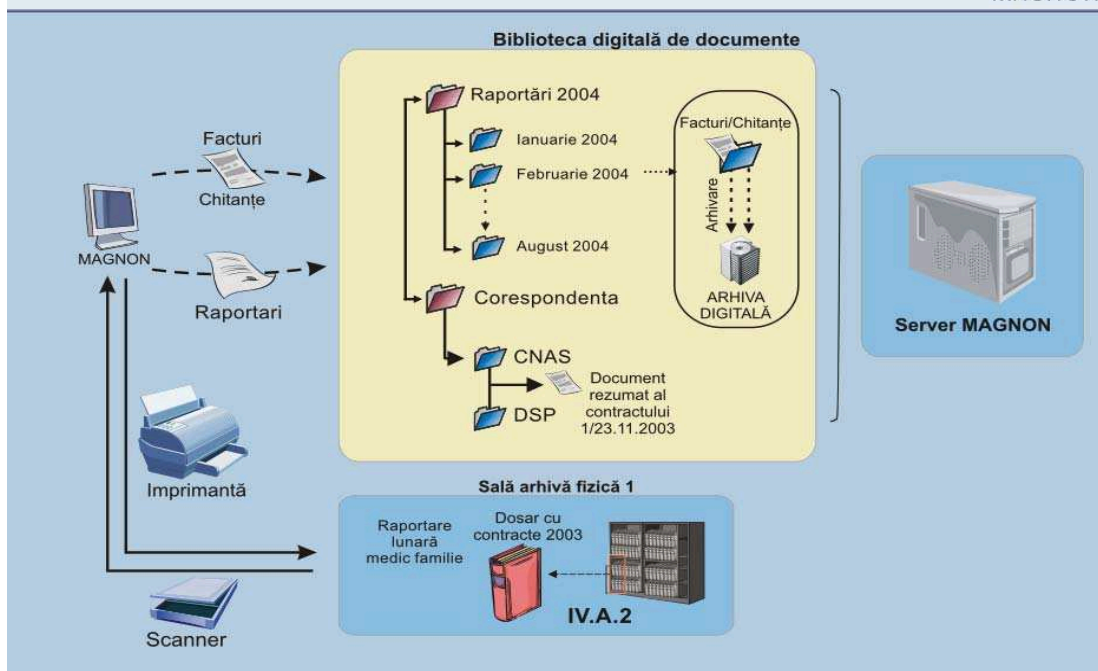 Biblioteca digitală de documente
Facturi
Chitanțe
MAGNON
Raportari
Raportări 2004
Ianuarie 2004
Februarie 2004
August 2004
Corespondenta
CNAS
DSP
Document
rezumat al
contractului
1/23.11.2003
Facturi/Chitanțe
Arhivare
ARHIVA
DIGITALĂ
Server MAGNON
Imprimantă
Scanner
Sală arhivă fizică 1
Raportare
lunară
medic familie
Dosar cu
contracte 2003
IV.A.2